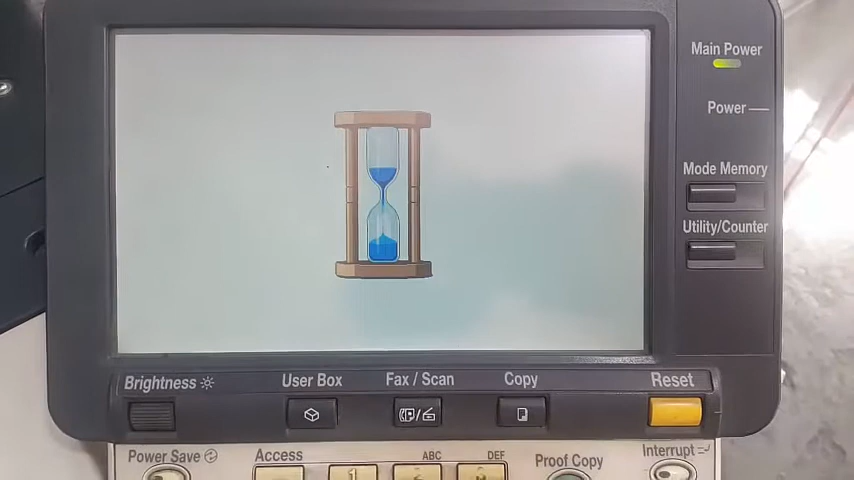 Main Power
Power
Mode Memory
Utility/Counter
Brightness
User Box
Fax / Scan
Copy
Reset
Power Save
Access
ABC
DEF
Proof Copy
Interrupt
1